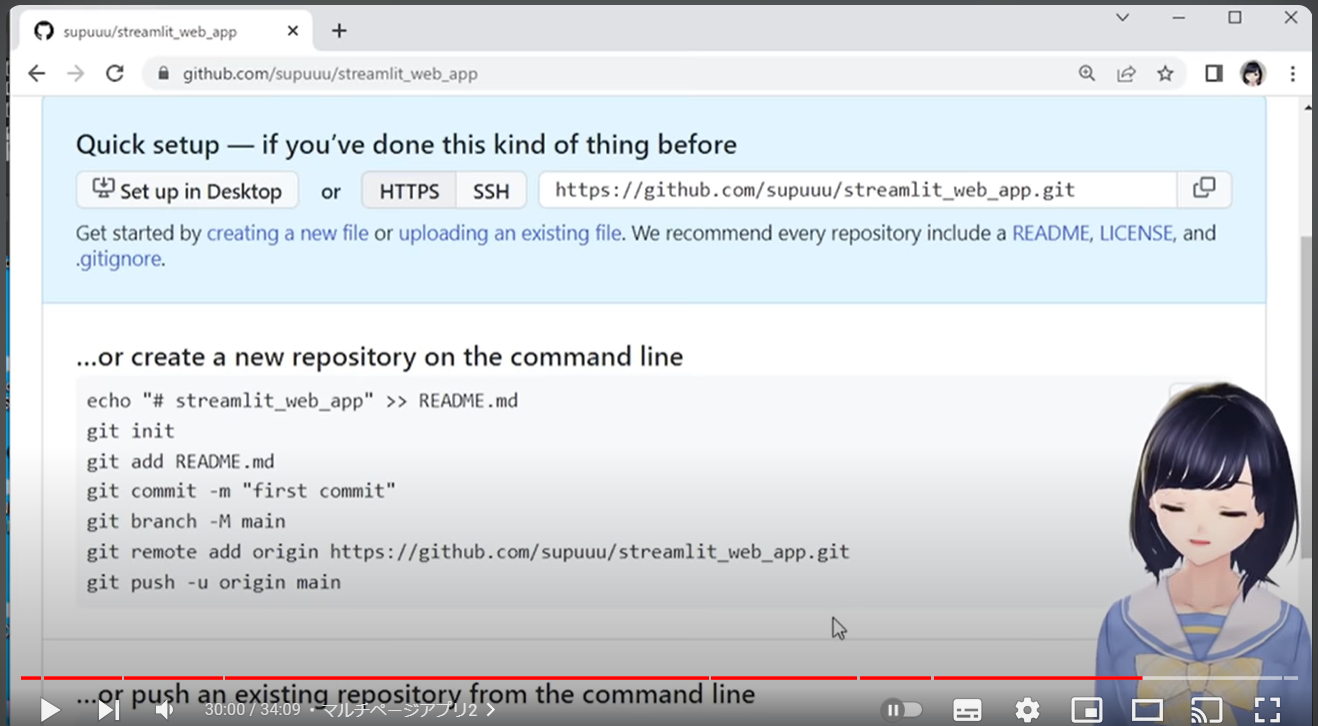 supuuu/streamlit_web_app
github.com/supuuu/streamlit_web_app
Quick setup — if you’ve done this kind of thing before
Set up in Desktop or HTTPS SSH https://github.com/supuuu/streamlit_web_app.git
Get started by creating a new file or uploading an existing file. We recommend every repository include a README, LICENSE, and
.gitignore.
...or create a new repository on the command line
echo "# streamlit_web_app" >> README.md
git init
git add README.md
git commit -m "first commit"
git branch -M main
git remote add origin https://github.com/supuuu/streamlit_web_app.git
git push -u origin main
...or push an existing repository from the command line
30:00 / 34:09 • マルチページアプリ2